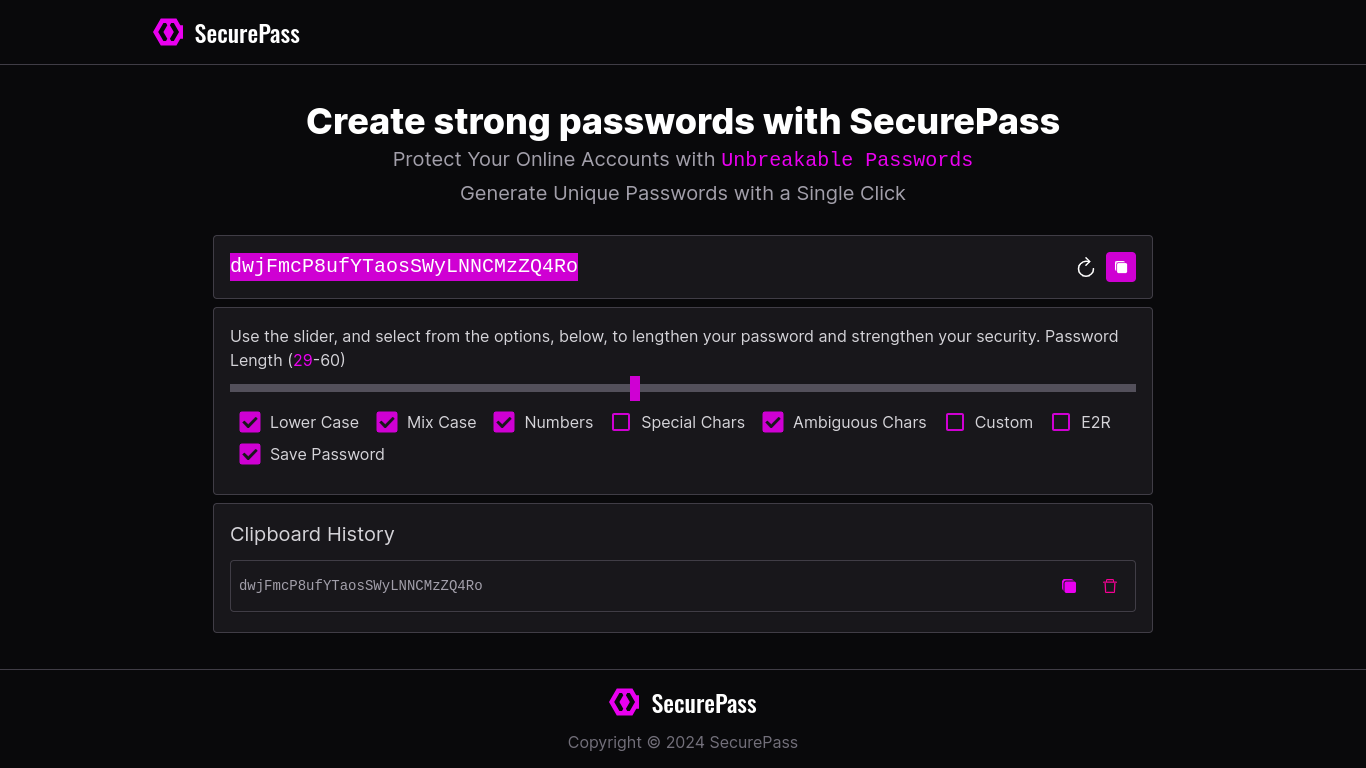 SecurePass
Create strong passwords with SecurePass
Protect Your Online Accounts with Unbreakable Passwords
Generate Unique Passwords with a Single Click
dwjFmcP8ufYTaosSWyLNNCMzZQ4Ro
Use the slider, and select from the options, below, to lengthen your password and strengthen your security. Password
Length (29-60)
Lower Case Mix Case Numbers Special Chars Ambiguous Chars Custom E2R
Save Password
Clipboard History
dwjFmcP8ufYTaosSWyLNNCMzZQ4Ro
SecurePass
Copyright © 2024 SecurePass